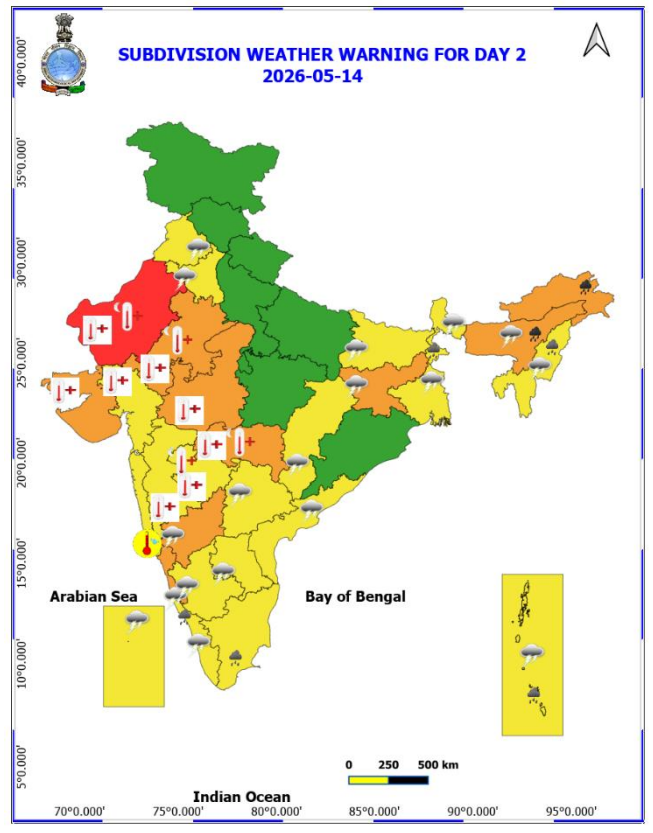 SUBDIVISION WEATHER WARNING FOR DAY 2
2026-05-14
40°0.000'
35°0.000'
30°0.000'
25°0.000'
20°0.000'
15°0.000'
10°0.000'
5°0.000'
Arabian Sea
Bay of Bengal
0 250 500 km
Indian Ocean
70°0.000' 75°0.000' 80°0.000' 85°0.000' 90°0.000' 95°0.000'